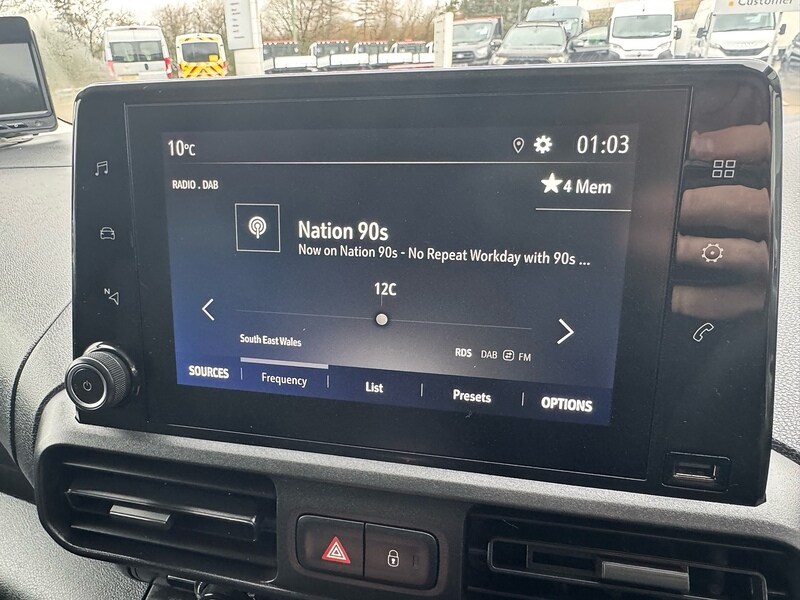 Customer
10°C
01:03
RADIO . DAB
4 Mem
Nation 90s
Now on Nation 90s - No Repeat Workday with 90s ...
12C
South East Wales
RDS DAB FM
SOURCES
Frequency
List
Presets
OPTIONS
N